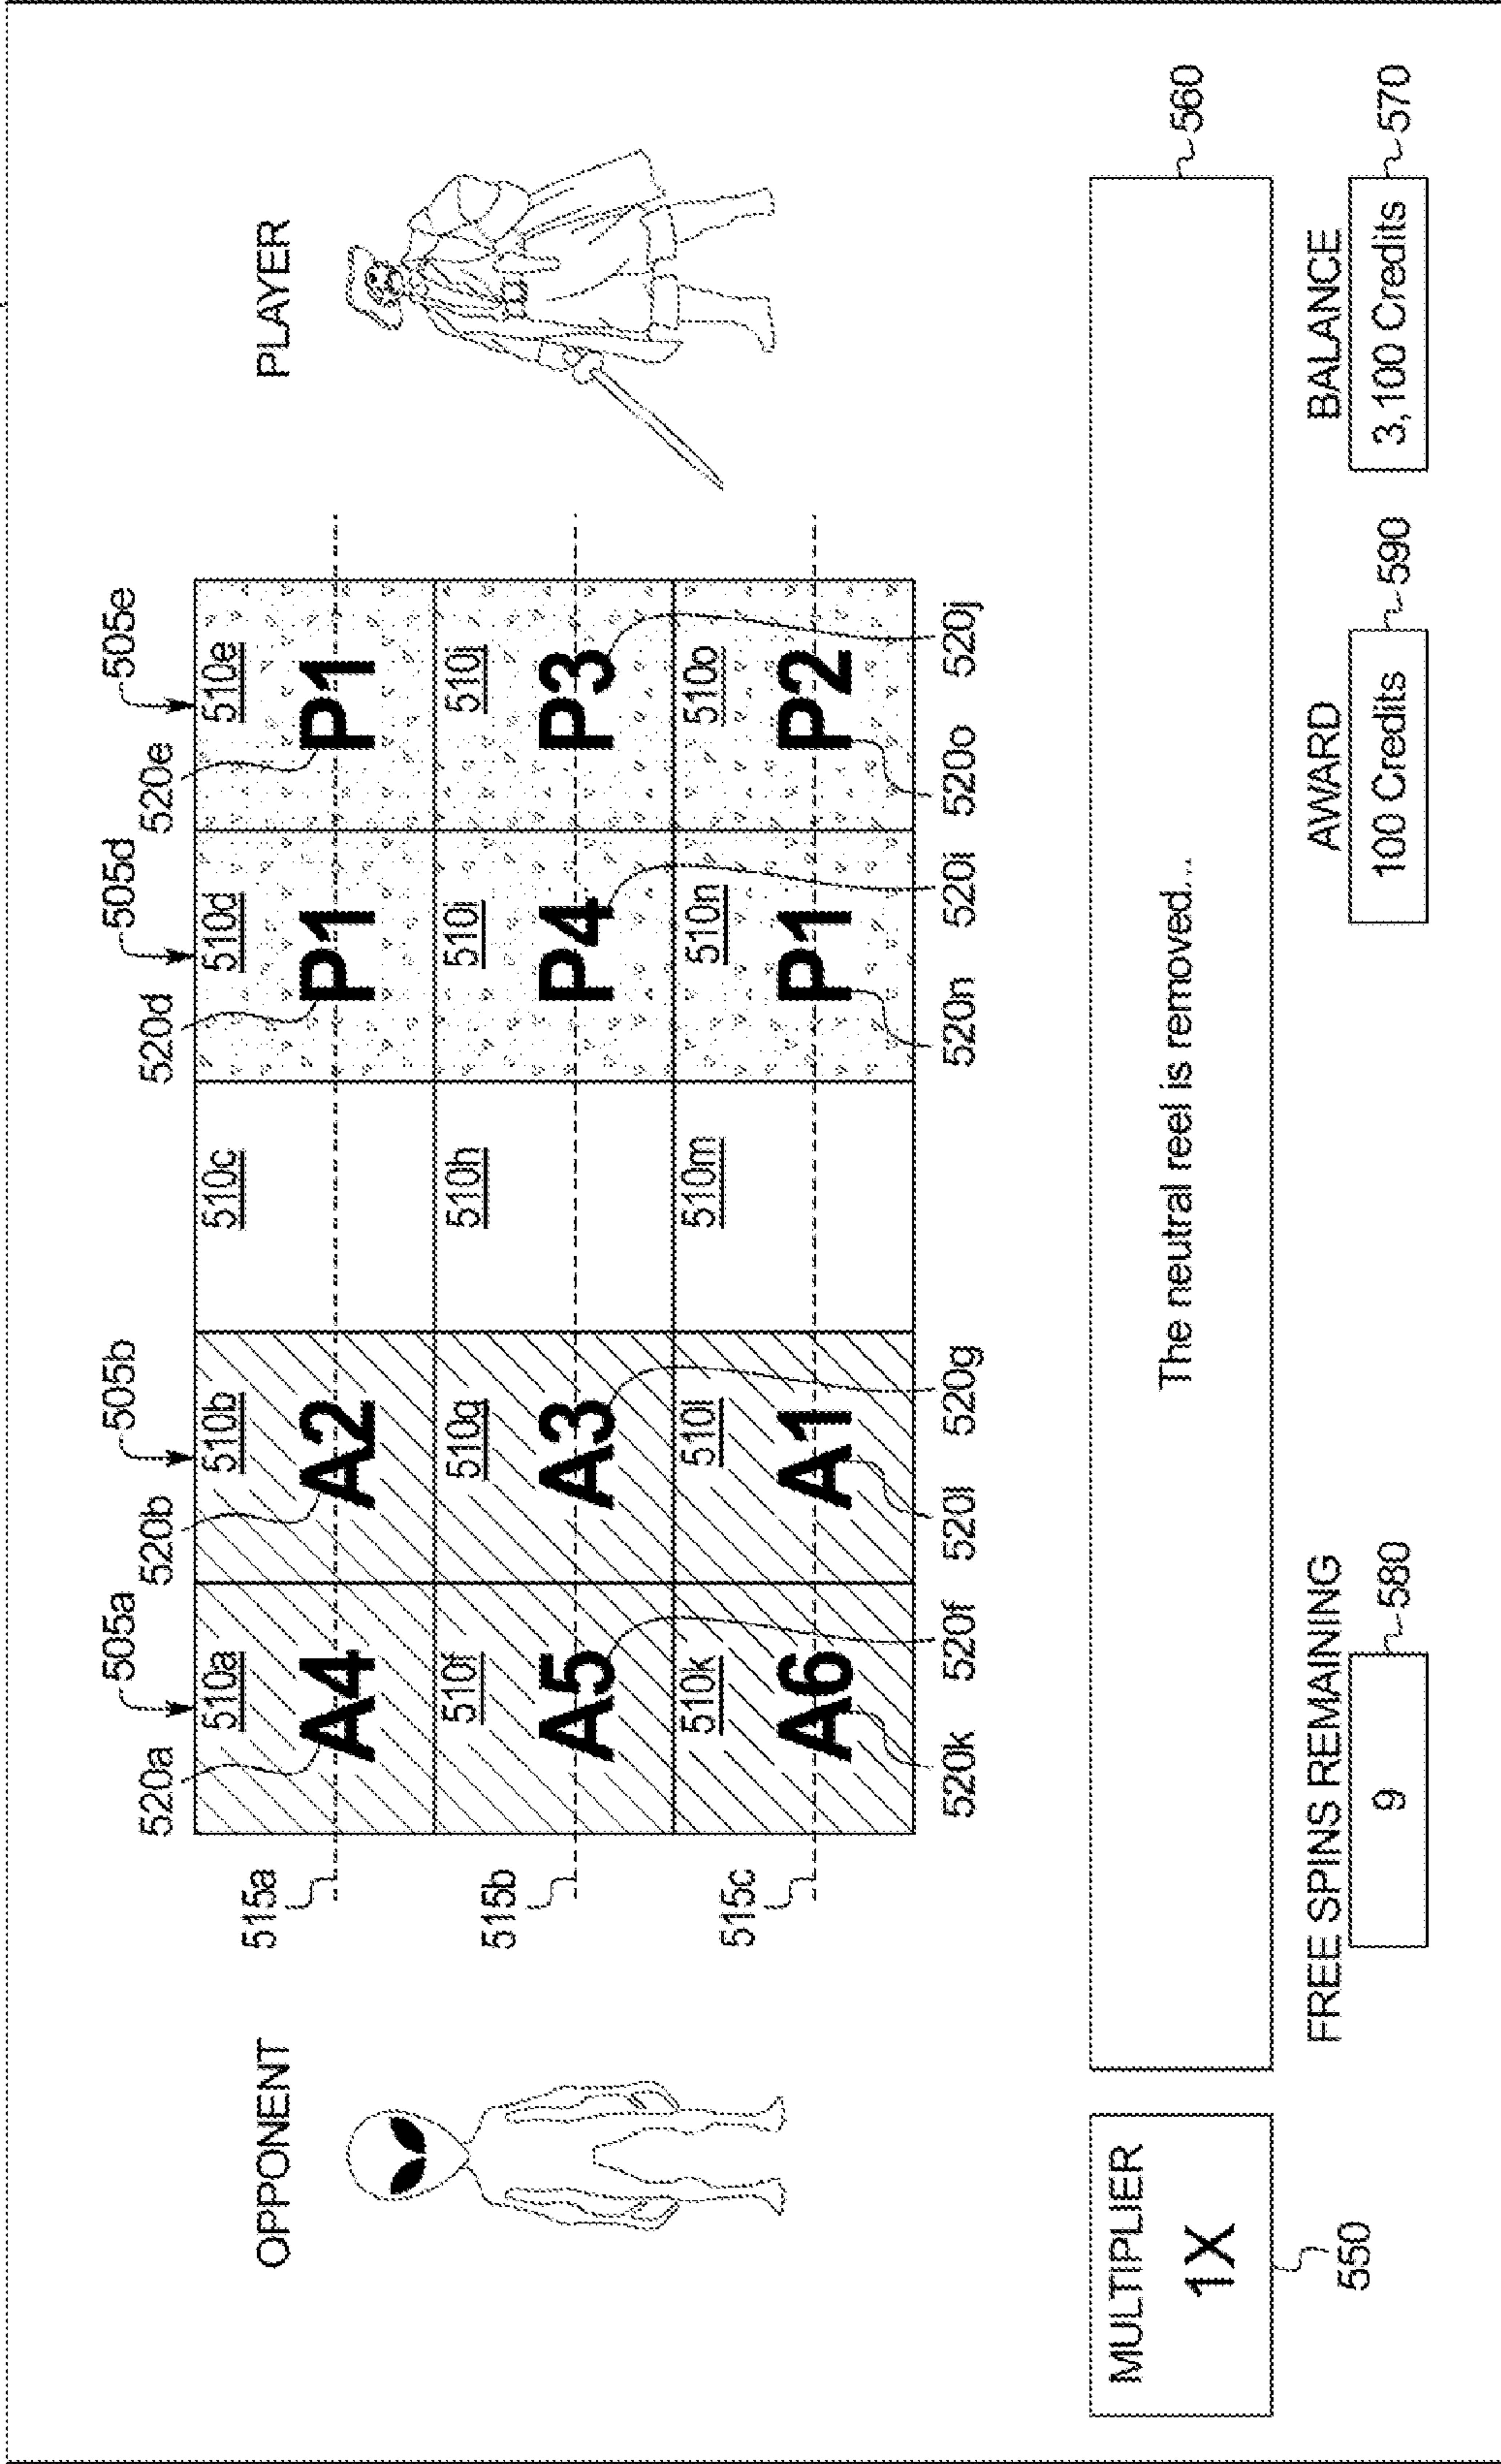 505a 505b 505d 505e
520a 520b 520d 520e
OPPONENT
PLAYER
515a
510a 510b 510c 510d 510e
A4 A2 P1 P1
515b
510f 510g 510h 510i 510j
A5 A3 P4 P3
515c
510k 510l 510m 510n 510o
A6 A1 P1 P2
520k 520f 520l 520g 520n 520i 520o 520j
MULTIPLIER
1X
550
The neutral reel is removed...
560
FREE SPINS REMAINING
9
580
AWARD
100 Credits
590
BALANCE
3,100 Credits
570